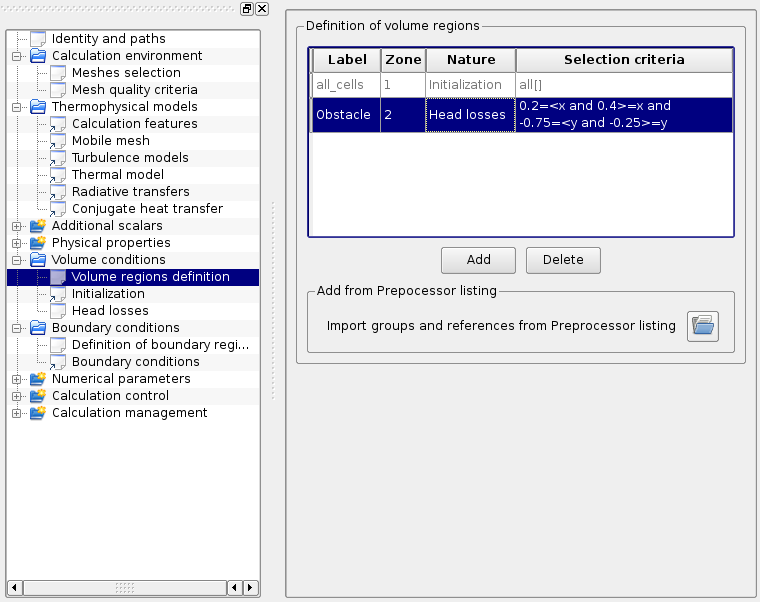 Identity and paths
Calculation environment
Meshes selection
Mesh quality criteria
Thermophysical models
Calculation features
Mobile mesh
Turbulence models
Thermal model
Radiative transfers
Conjugate heat transfer
Additional scalars
Physical properties
Volume conditions
Volume regions definition
Initialization
Head losses
Boundary conditions
Definition of boundary regi...
Boundary conditions
Numerical parameters
Calculation control
Calculation management
Definition of volume regions
Label Zone Nature Selection criteria
all_cells 1 Initialization all[]
Obstacle 2 Head losses 0.2=<x and 0.4>=x and
-0.75=<y and -0.25>=y
Add Delete
Add from Prepocessor listing
Import groups and references from Preprocessor listing